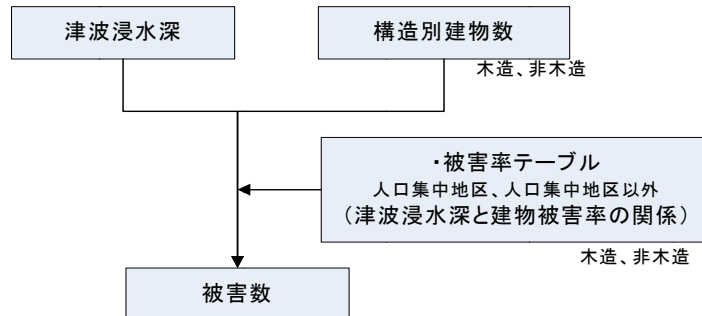 津波浸水深
構造別建物数
木造、非木造
・被害率テーブル
人口集中地区、人口集中地区以外
（津波浸水深と建物被害率の関係）
木造、非木造
被害数